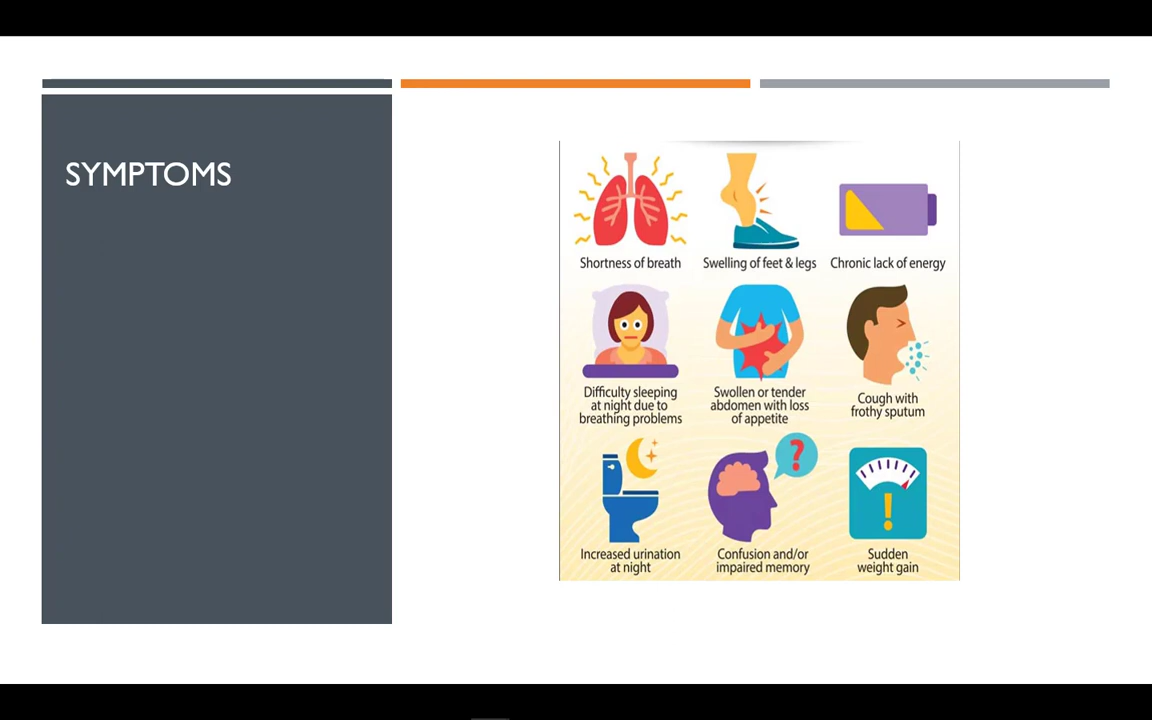 SYMPTOMS
Shortness of breath
Swelling of feet & legs
Chronic lack of energy
Difficulty sleeping
at night due to
breathing problems
Swollen or tender
abdomen with loss
of appetite
Cough with
frothy sputum
?
Increased urination
at night
Confusion and/or
impaired memory
!
Sudden
weight gain